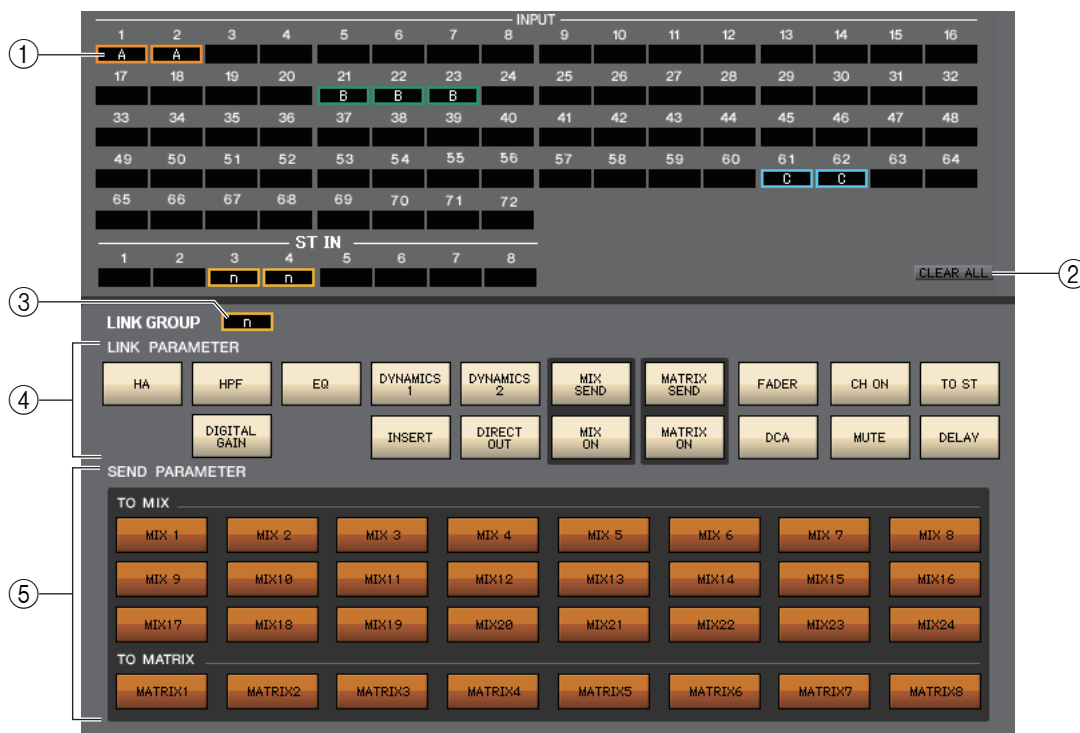 INPUT
1 2 3 4 5 6 7 8 9 10 11 12 13 14 15 16
① A A
17 18 19 20 21 22 23 24 25 26 27 28 29 30 31 32
B B B
33 34 35 36 37 38 39 40 41 42 43 44 45 46 47 48
49 50 51 52 53 54 55 56 57 58 59 60 61 62 63 64
C C
65 66 67 68 69 70 71 72
ST IN
1 2 3 4 5 6 7 8
n n
CLEAR ALL ②
③
LINK GROUP n
LINK PARAMETER
④
HA HPF EQ DYNAMICS 1 DYNAMICS 2 MIX SEND MATRIX SEND FADER CH ON TO ST
DIGITAL GAIN INSERT DIRECT OUT MIX ON MATRIX ON DCA MUTE DELAY
SEND PARAMETER
⑤
TO MIX
MIX 1 MIX 2 MIX 3 MIX 4 MIX 5 MIX 6 MIX 7 MIX 8
MIX 9 MIX10 MIX11 MIX12 MIX13 MIX14 MIX15 MIX16
MIX17 MIX18 MIX19 MIX20 MIX21 MIX22 MIX23 MIX24
TO MATRIX
MATRIX1 MATRIX2 MATRIX3 MATRIX4 MATRIX5 MATRIX6 MATRIX7 MATRIX8